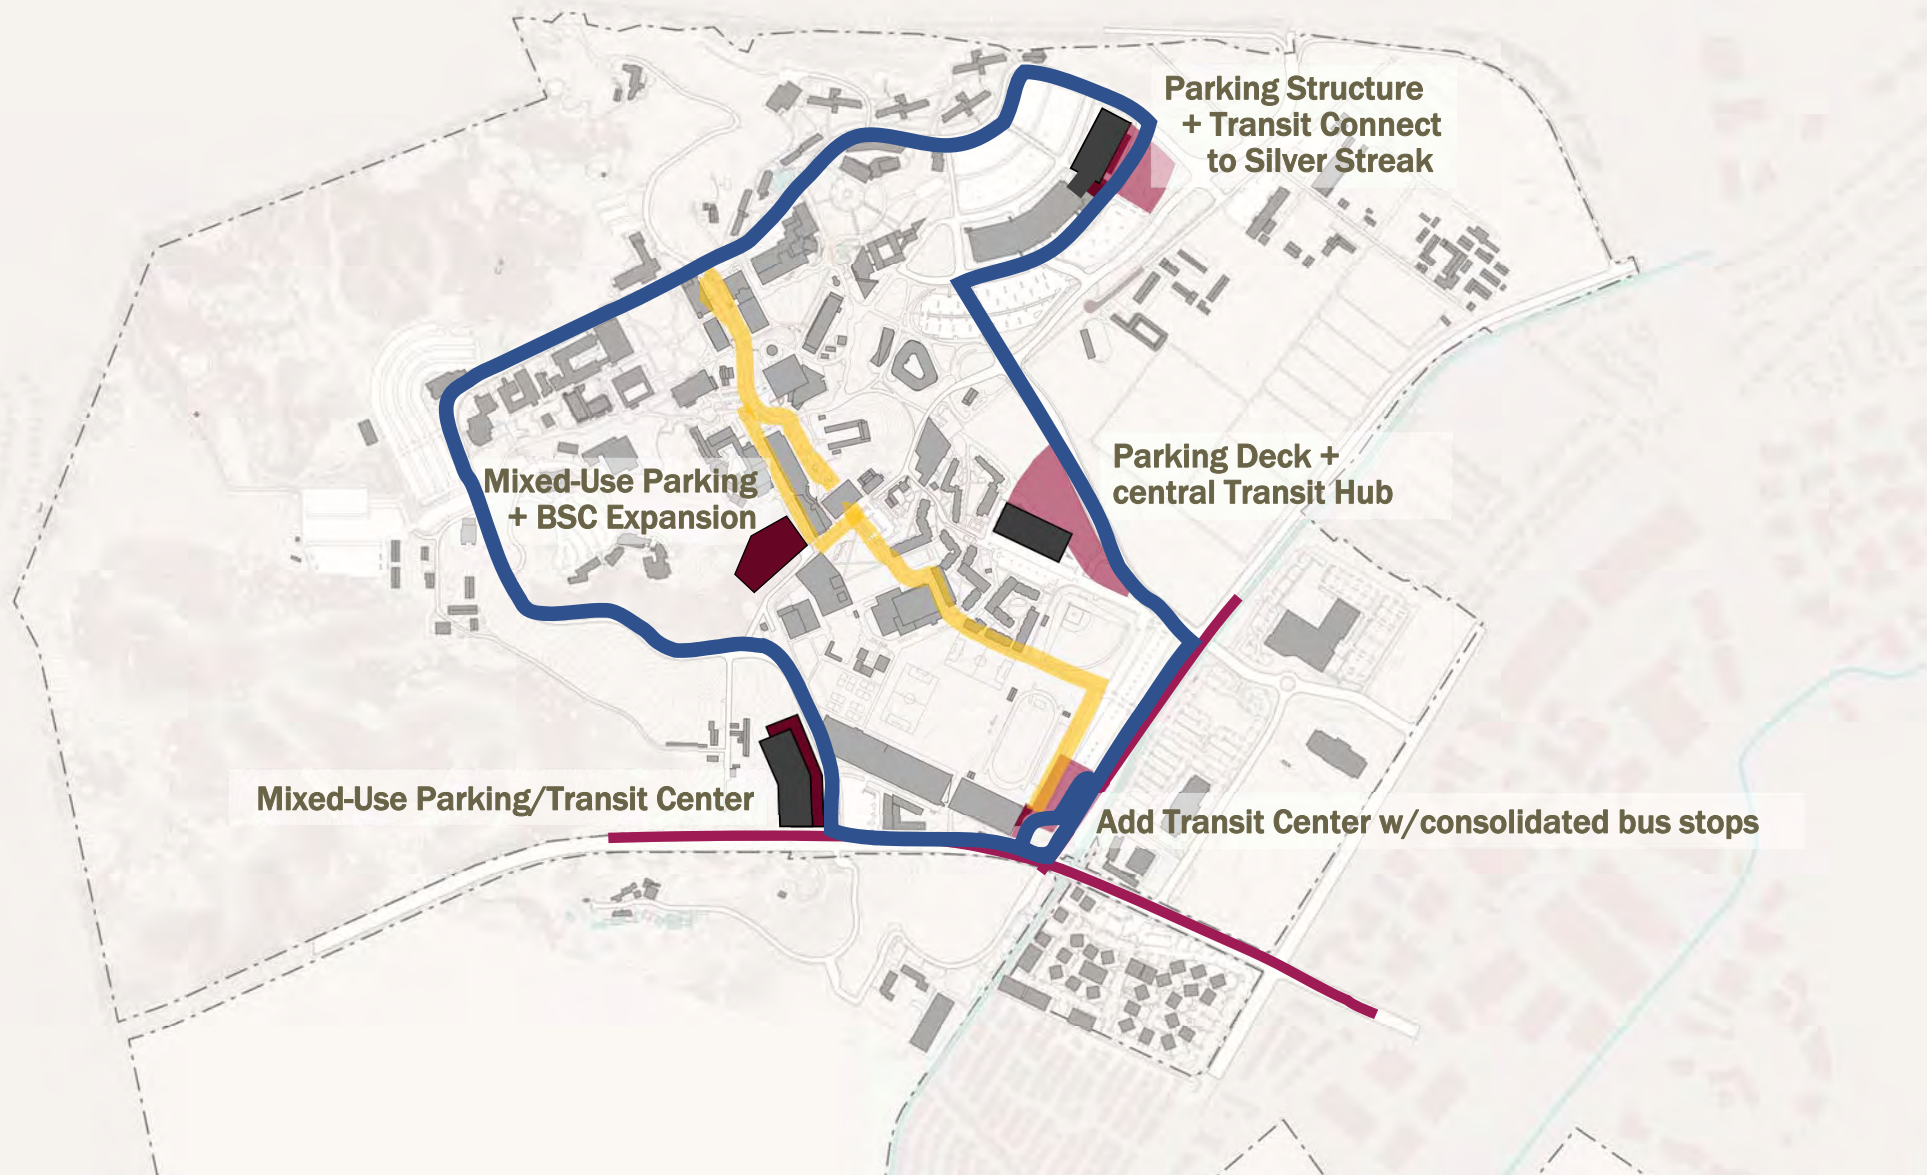 Parking Structure
+ Transit Connect
to Silver Streak
Parking Deck +
central Transit Hub
Mixed-Use Parking
+ BSC Expansion
Mixed-Use Parking/Transit Center
Add Transit Center w/consolidated bus stops